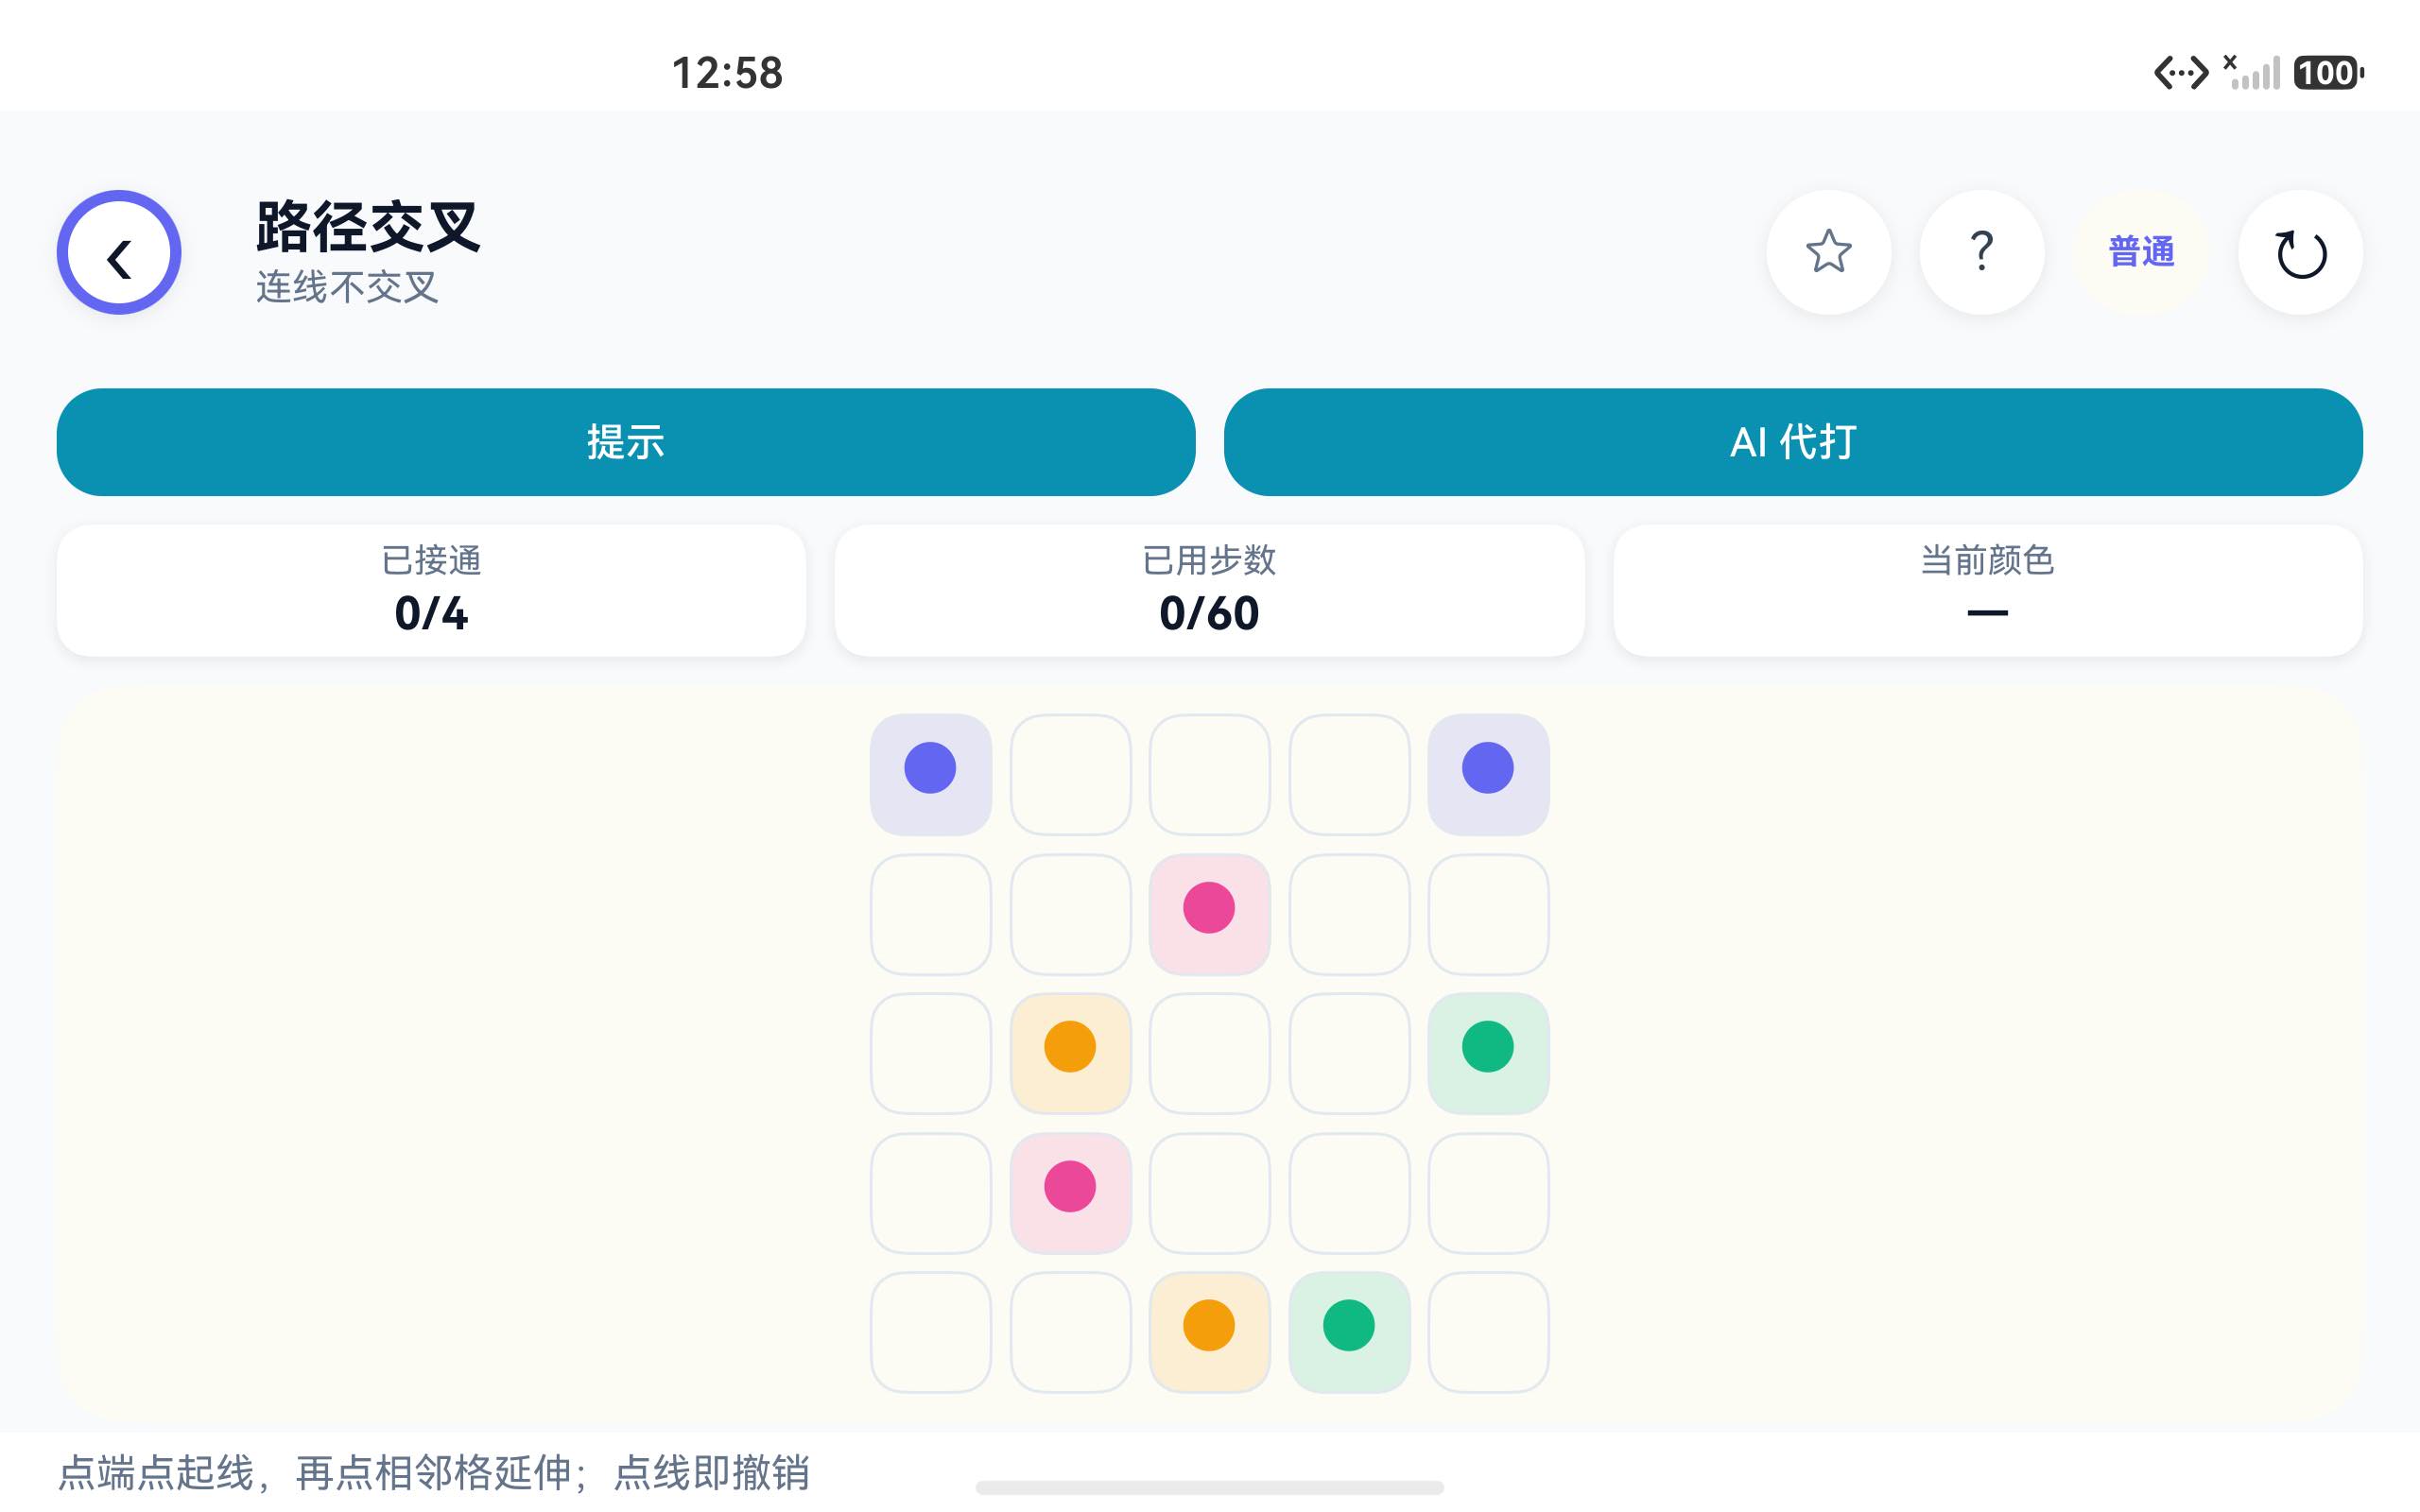 12:58
100
路径交叉
连线不交叉
?
普通
提示
AI 代打
已接通
0/4
已用步数
0/60
当前颜色
—
点端点起线，再点相邻格延伸；点线即撤销